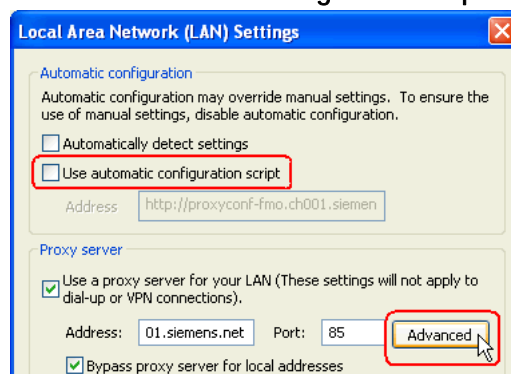 Local Area Network (LAN) Settings
Automatic configuration
Automatic configuration may override manual settings. To ensure the
use of manual settings, disable automatic configuration.
Automatically detect settings
Use automatic configuration script
Address http://proxyconf-fmo.ch001.siemen
Proxy server
Use a proxy server for your LAN (These settings will not apply to
dial-up or VPN connections).
Address: 01.siemens.net Port: 85 Advanced
Bypass proxy server for local addresses